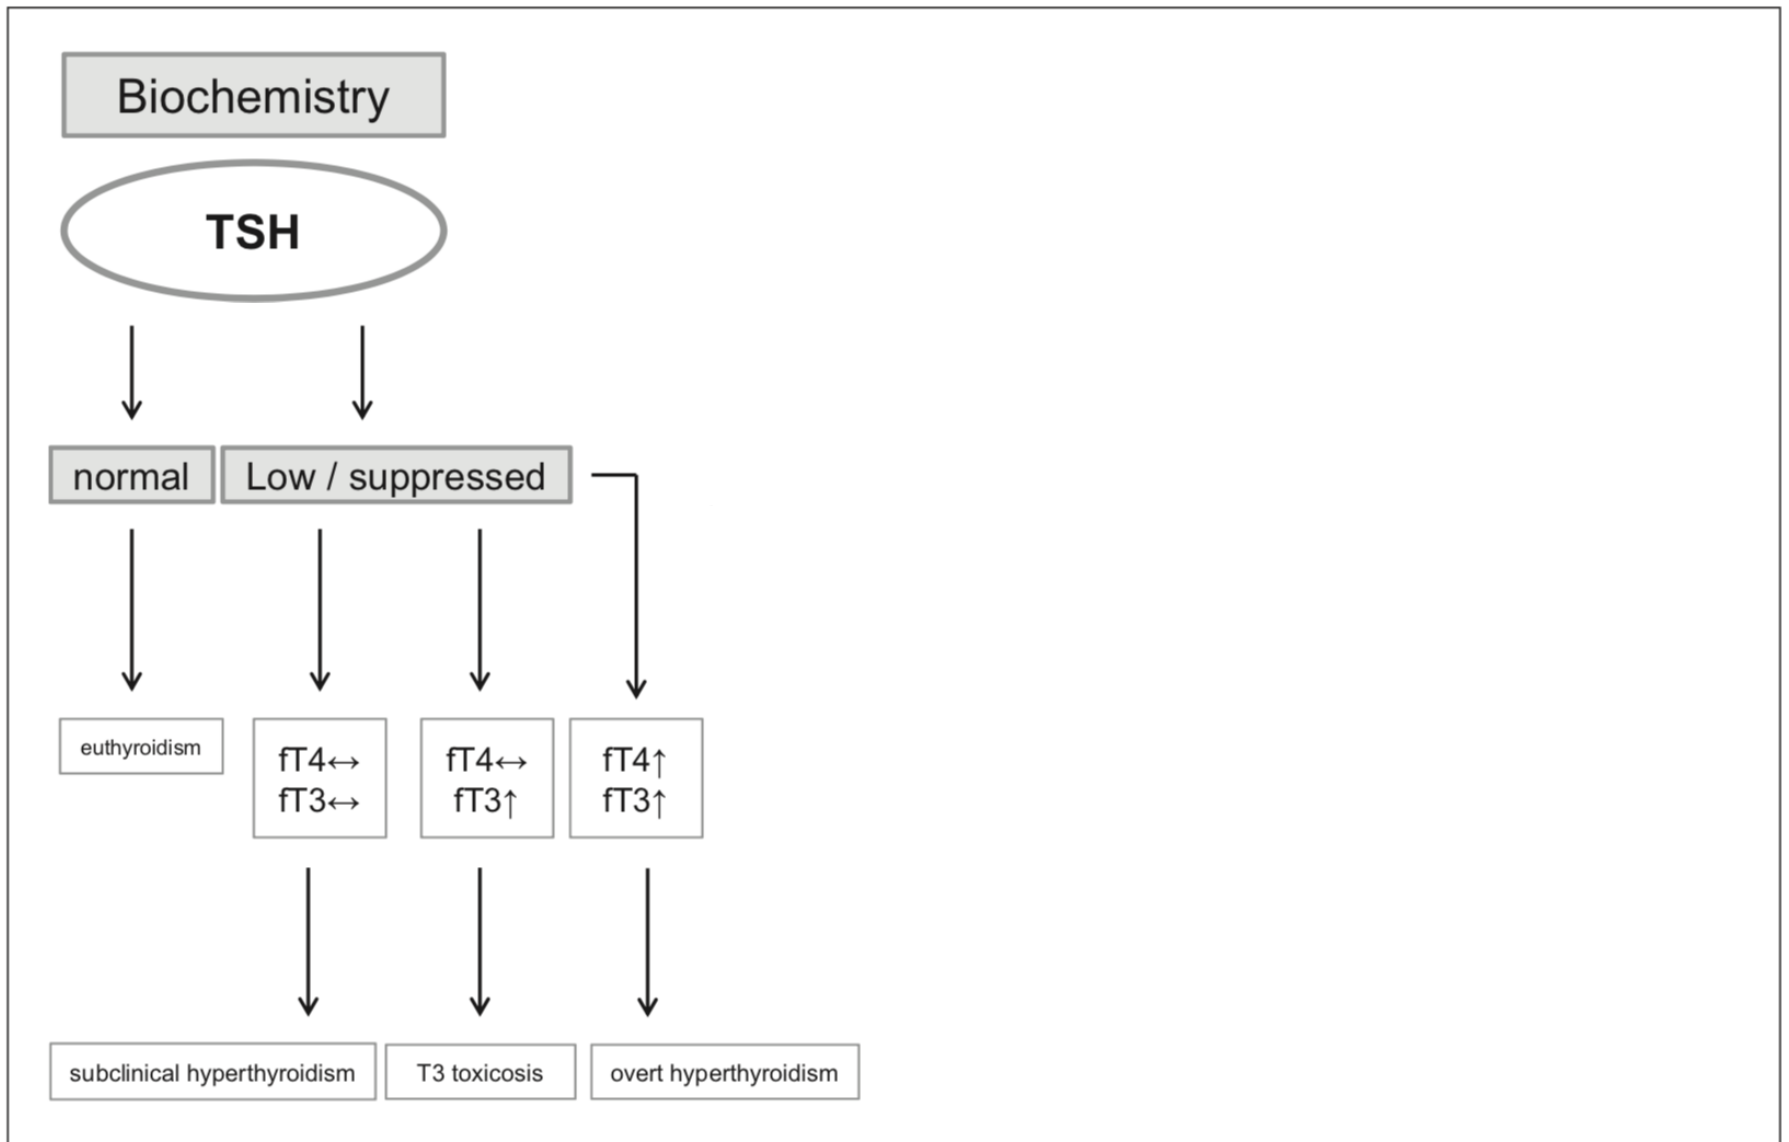 Biochemistry
TSH
normal
Low / suppressed
euthyroidism
fT4↔
fT3↔
fT4↔
fT3↑
fT4↑
fT3↑
subclinical hyperthyroidism
T3 toxicosis
overt hyperthyroidism